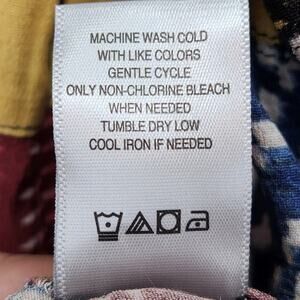 MACHINE WASH COLD
WITH LIKE COLORS
GENTLE CYCLE
ONLY NON-CHLORINE BLEACH
WHEN NEEDED
TUMBLE DRY LOW
COOL IRON IF NEEDED